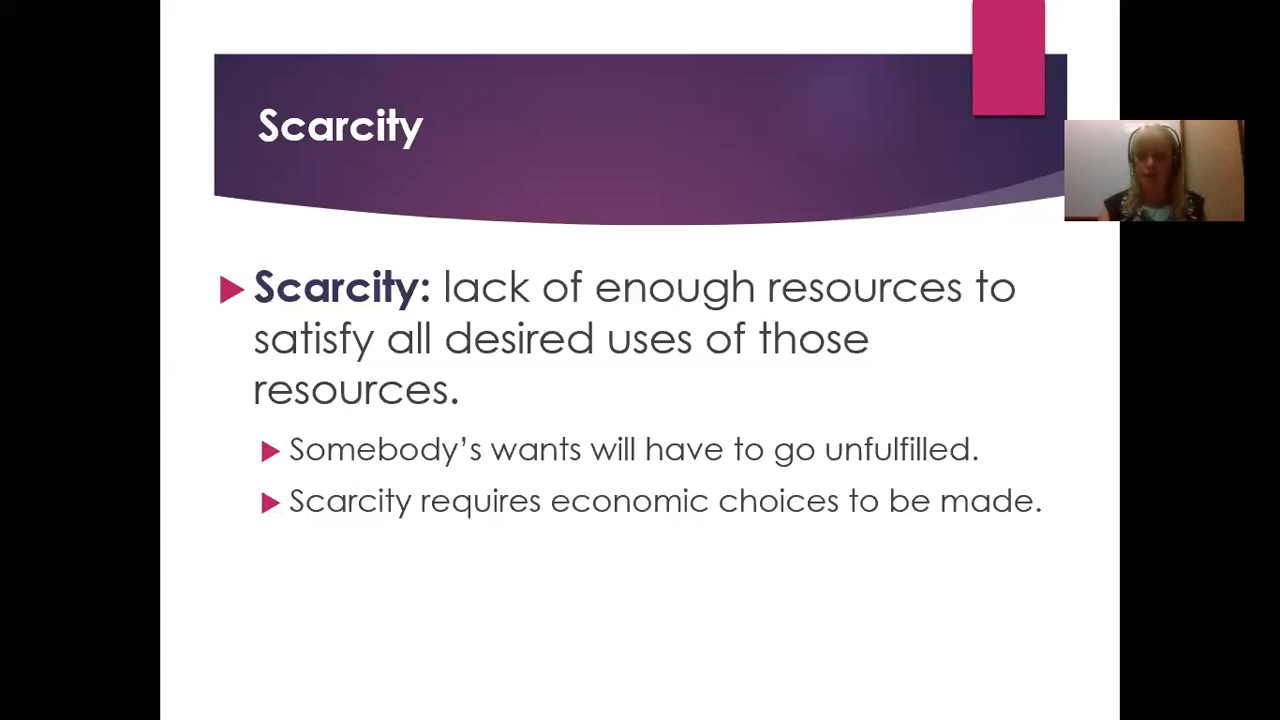 Scarcity
Scarcity: lack of enough resources to
satisfy all desired uses of those
resources.
Somebody’s wants will have to go unfulfilled.
Scarcity requires economic choices to be made.